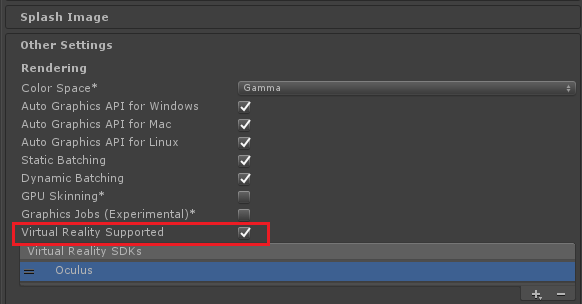 Splash Image
Other Settings
Rendering
Color Space* Gamma
Auto Graphics API for Windows
Auto Graphics API for Mac
Auto Graphics API for Linux
Static Batching
Dynamic Batching
GPU Skinning*
Graphics Jobs (Experimental)*
Virtual Reality Supported
Virtual Reality SDKs
Oculus